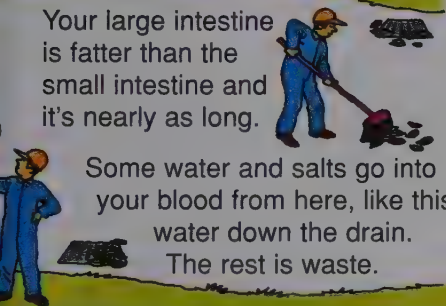 Your large intestine
is fatter than the
small intestine and
it's nearly as long.
Some water and salts go into
your blood from here, like this
water down the drain.
The rest is waste.